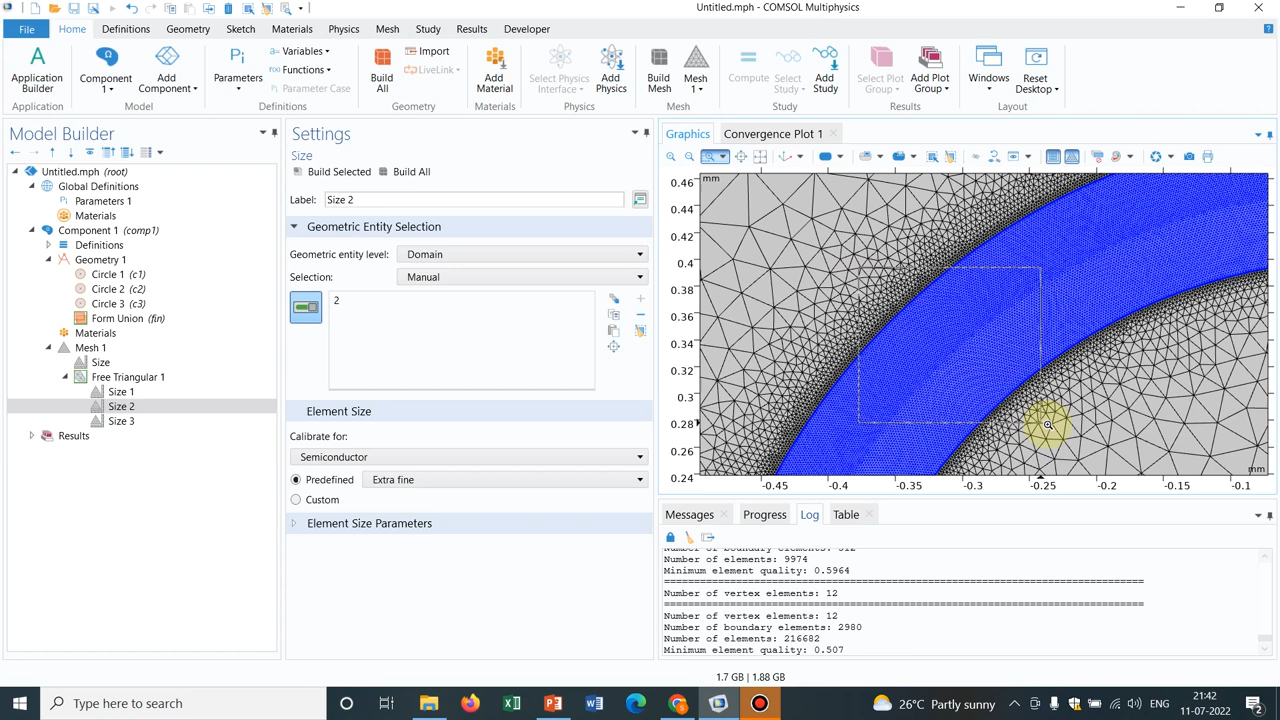 Untitled.mph - COMSOL Multiphysics
File Home Definitions Geometry Sketch Materials Physics Mesh Study Results Developer
Application Builder
Component 1
Add Component
Parameters
a= Variables
f(x) Functions
Pi Parameter Case
Build All
Import
LiveLink
Add Material
Select Physics Interface
Add Physics
Build Mesh
Mesh 1
Compute
Select Study
Add Study
Select Plot Group
Add Plot Group
Windows
Reset Desktop
Application Model Definitions Geometry Materials Physics Mesh Study Results Layout
Model Builder
Untitled.mph (root)
Global Definitions
Parameters 1
Materials
Component 1 (comp1)
Definitions
Geometry 1
Circle 1 (c1)
Circle 2 (c2)
Circle 3 (c3)
Form Union (fin)
Materials
Mesh 1
Size
Free Triangular 1
Size 1
Size 2
Size 3
Results
Settings
Size
Build Selected Build All
Label: Size 2
Geometric Entity Selection
Geometric entity level: Domain
Selection: Manual
2
Element Size
Calibrate for:
Semiconductor
Predefined Extra fine
Custom
Element Size Parameters
Graphics Convergence Plot 1
mm
0.46
0.44
0.42
0.4
0.38
0.36
0.34
0.32
0.3
0.28
0.26
0.24
mm
-0.45 -0.4 -0.35 -0.3 -0.25 -0.2 -0.15 -0.1
Messages Progress Log Table
Number of boundary elements: 512
Number of elements: 9974
Minimum element quality: 0.5964
Number of vertex elements: 12
Number of vertex elements: 12
Number of boundary elements: 2980
Number of elements: 216682
Minimum element quality: 0.507
1.7 GB | 1.88 GB
Type here to search
26°C Partly sunny
ENG
21:42
11-07-2022
2